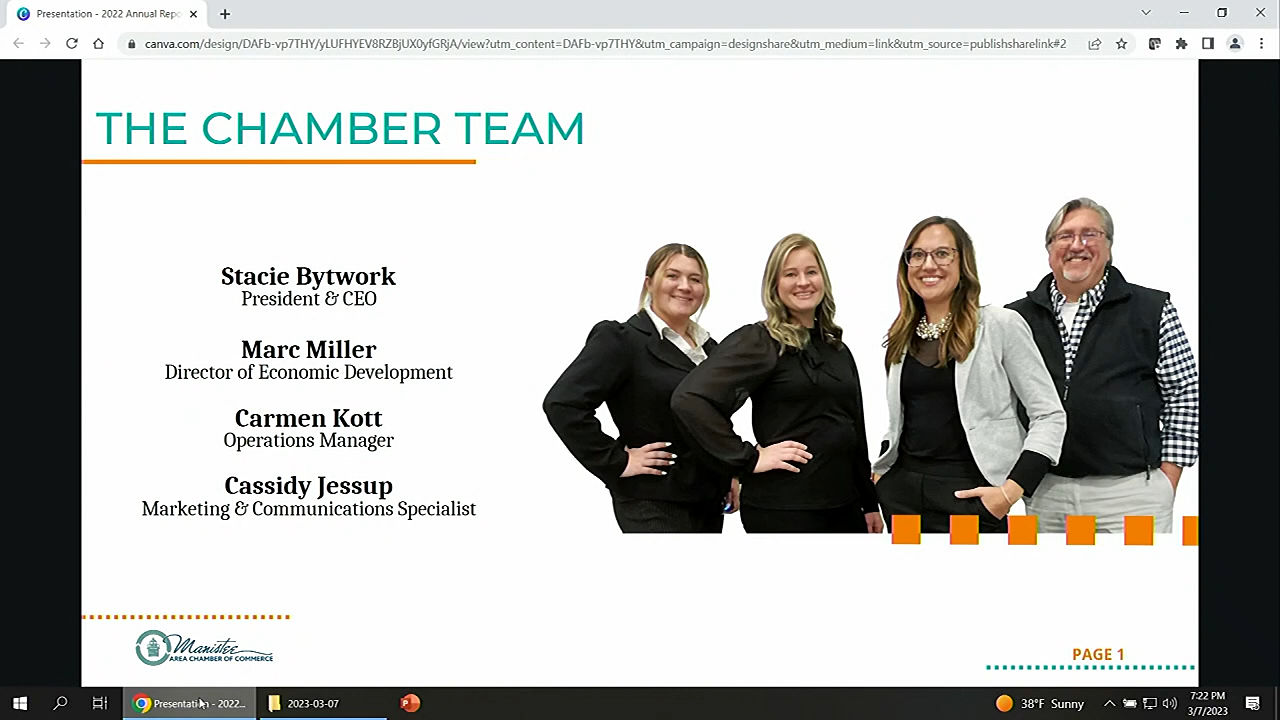 Presentation - 2022 Annual Repo
canva.com/design/DAFb-vp7THY/yLUFHYEV8RZBjUX0yfGRjA/view?utm_content=DAFb-vp7THY&utm_campaign=designshare&utm_medium=link&utm_source=publishsharelink#2
THE CHAMBER TEAM
Stacie Bytwork
President & CEO
Marc Miller
Director of Economic Development
Carmen Kott
Operations Manager
Cassidy Jessup
Marketing & Communications Specialist
Manistee
AREA CHAMBER OF COMMERCE
PAGE 1
Presentation - 2022...
2023-03-07
38°F Sunny
7:22 PM
3/7/2023